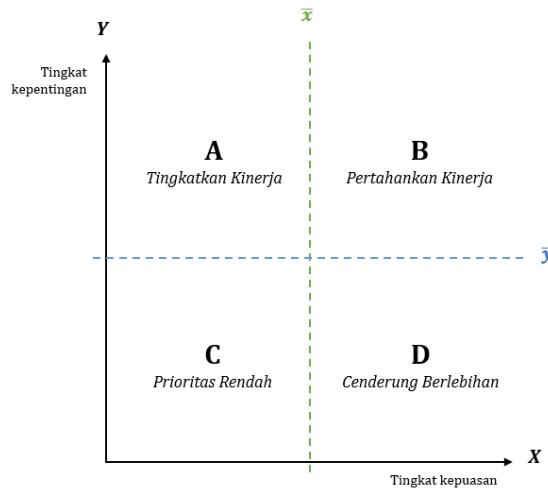 x̅
Y
Tingkat
kepentingan
A
Tingkatkan Kinerja
B
Pertahankan Kinerja
y̅
C
Prioritas Rendah
D
Cenderung Berlebihan
X
Tingkat kepuasan